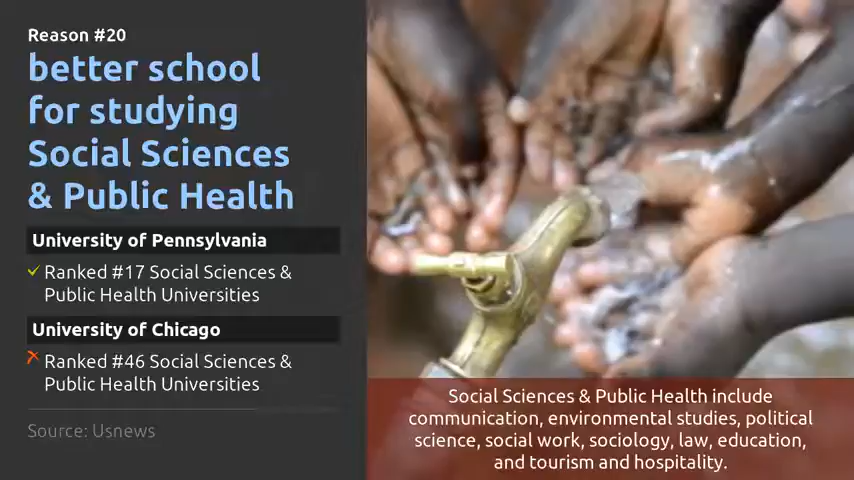 Reason #20
better school
for studying
Social Sciences
& Public Health
University of Pennsylvania
Ranked #17 Social Sciences &
Public Health Universities
University of Chicago
Ranked #46 Social Sciences &
Public Health Universities
Source: Usnews
Social Sciences & Public Health include
communication, environmental studies, political
science, social work, sociology, law, education,
and tourism and hospitality.